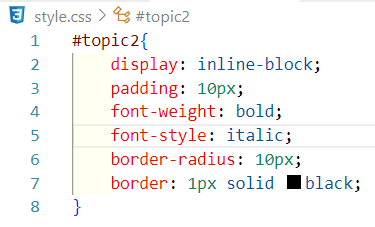 style.css > #topic2
1 #topic2{
2 display: inline-block;
3 padding: 10px;
4 font-weight: bold;
5 font-style: italic;
6 border-radius: 10px;
7 border: 1px solid black;
8 }